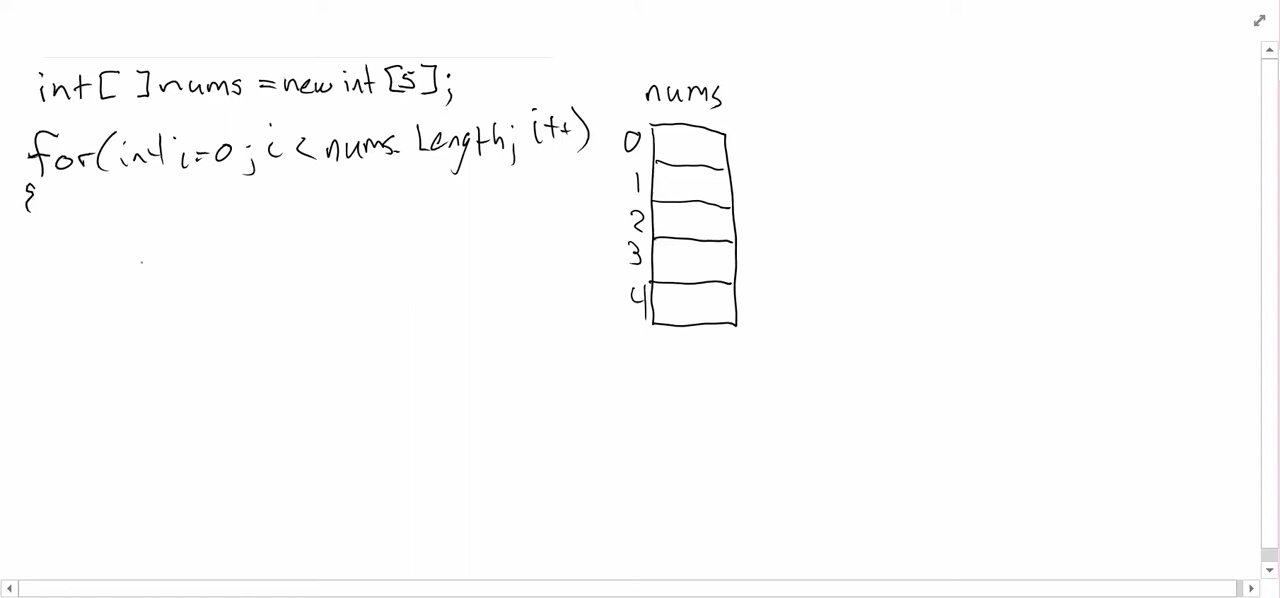 int[ ] nums = new int [5];
for(int i=0; i < nums.Length; i++)
{
nums
0
1
2
3
4